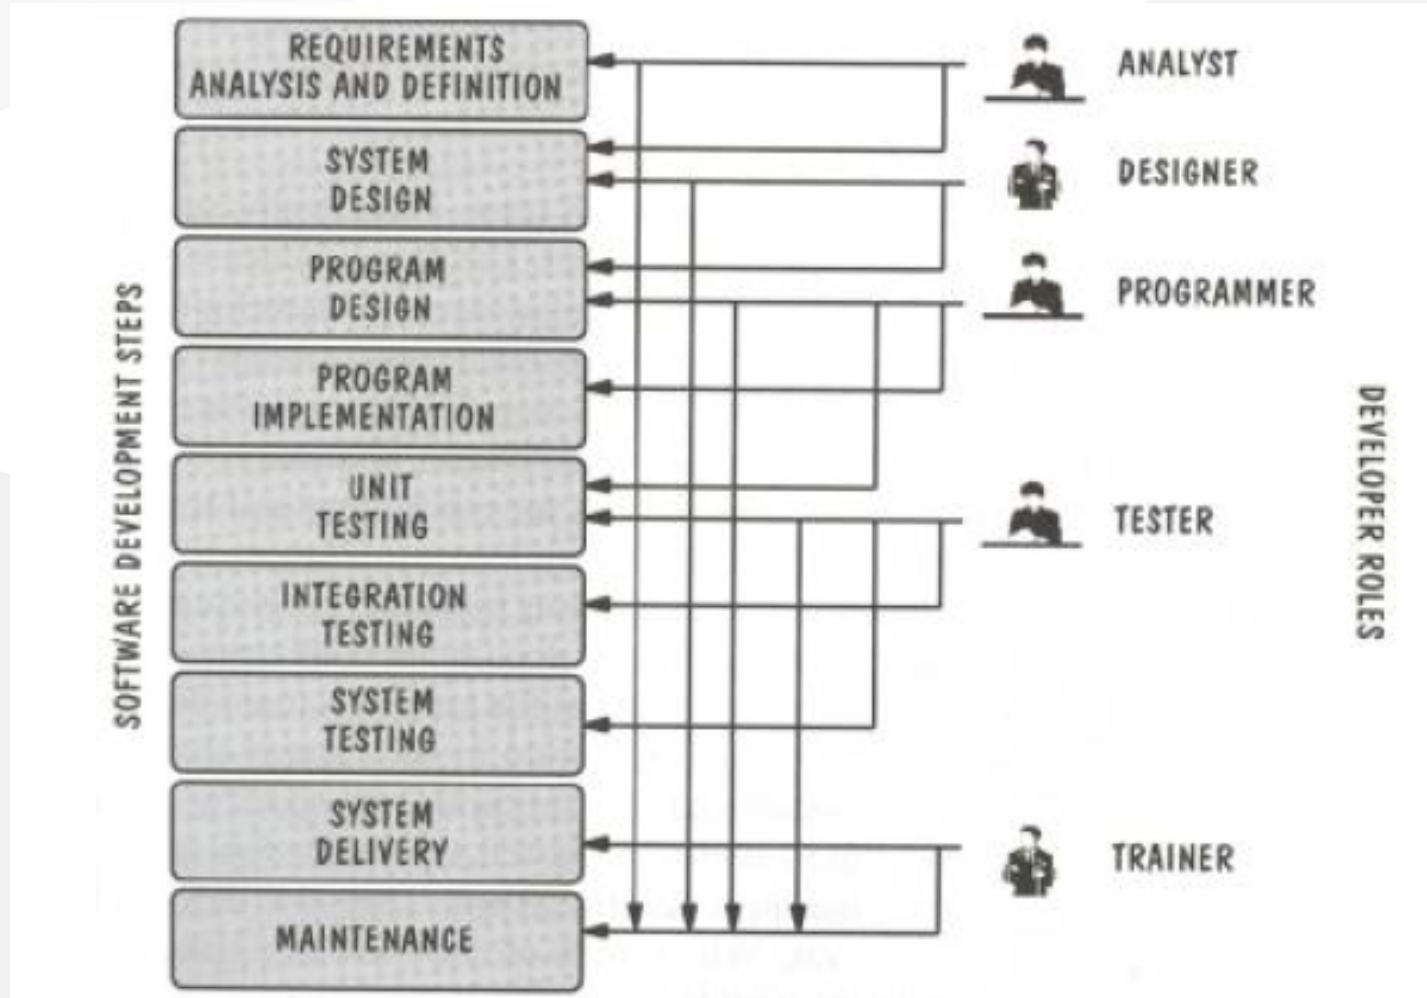 REQUIREMENTS
ANALYSIS AND DEFINITION
SYSTEM
DESIGN
PROGRAM
DESIGN
PROGRAM
IMPLEMENTATION
UNIT
TESTING
INTEGRATION
TESTING
SYSTEM
TESTING
SYSTEM
DELIVERY
MAINTENANCE
SOFTWARE DEVELOPMENT STEPS
ANALYST
DESIGNER
PROGRAMMER
TESTER
TRAINER
DEVELOPER ROLES